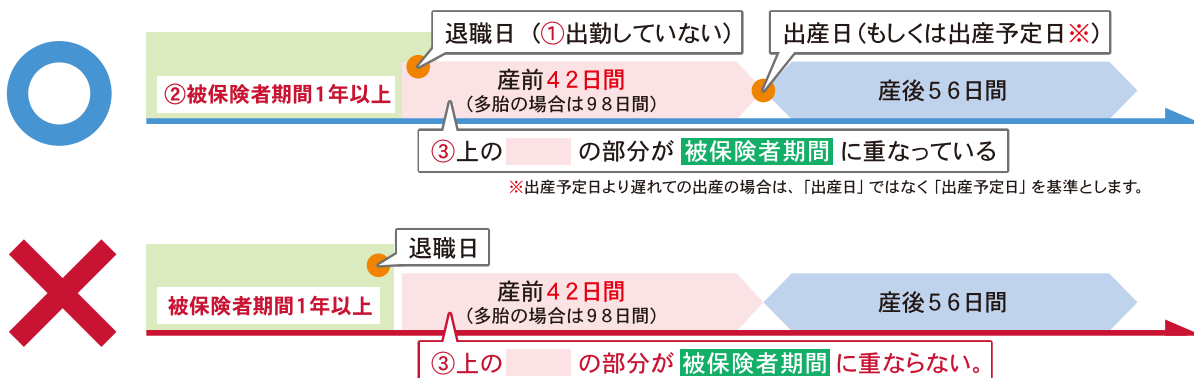 退職日（①出勤していない）
出産日（もしくは出産予定日※）
②被保険者期間1年以上
産前４２日間
（多胎の場合は９８日間）
産後５６日間
③上の の部分が 被保険者期間 に重なっている
※出産予定日より遅れての出産の場合は、「出産日」ではなく「出産予定日」を基準とします。
退職日
被保険者期間1年以上
産前４２日間
（多胎の場合は９８日間）
産後５６日間
③上の の部分が 被保険者期間 に重ならない。